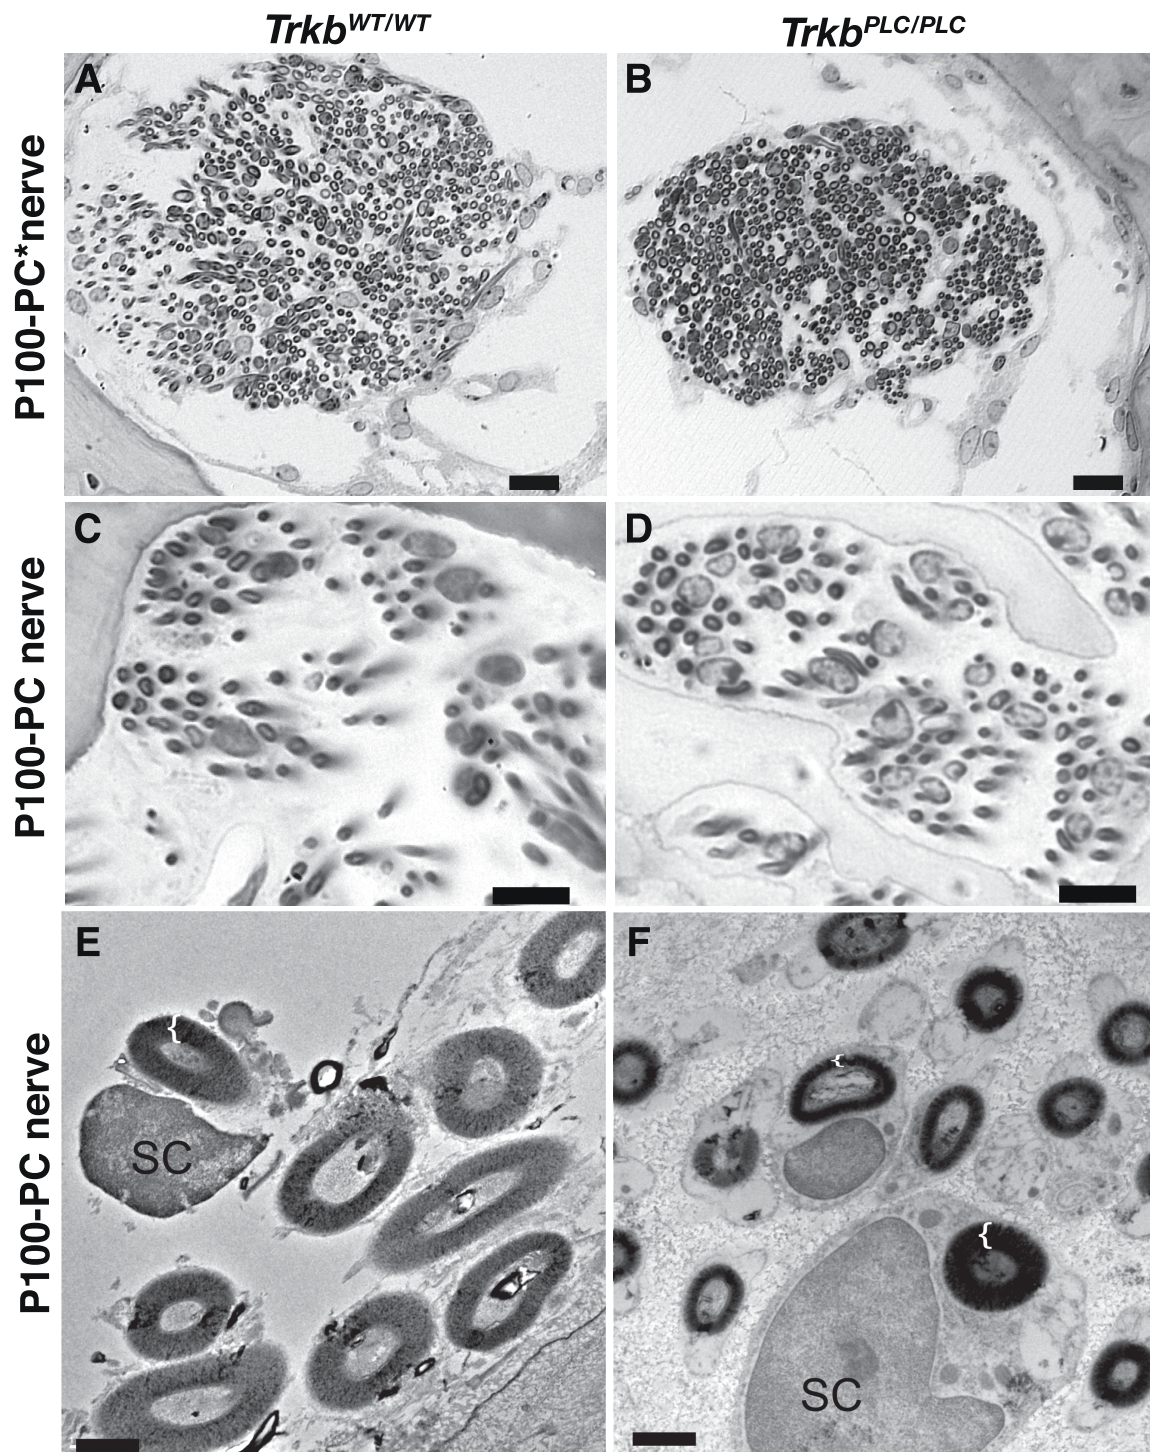 Trkb^WT/WT Trkb^PLC/PLC
P100-PC*nerve
A
B
P100-PC nerve
C
D
P100-PC nerve
E
{
SC
F
{
{
SC